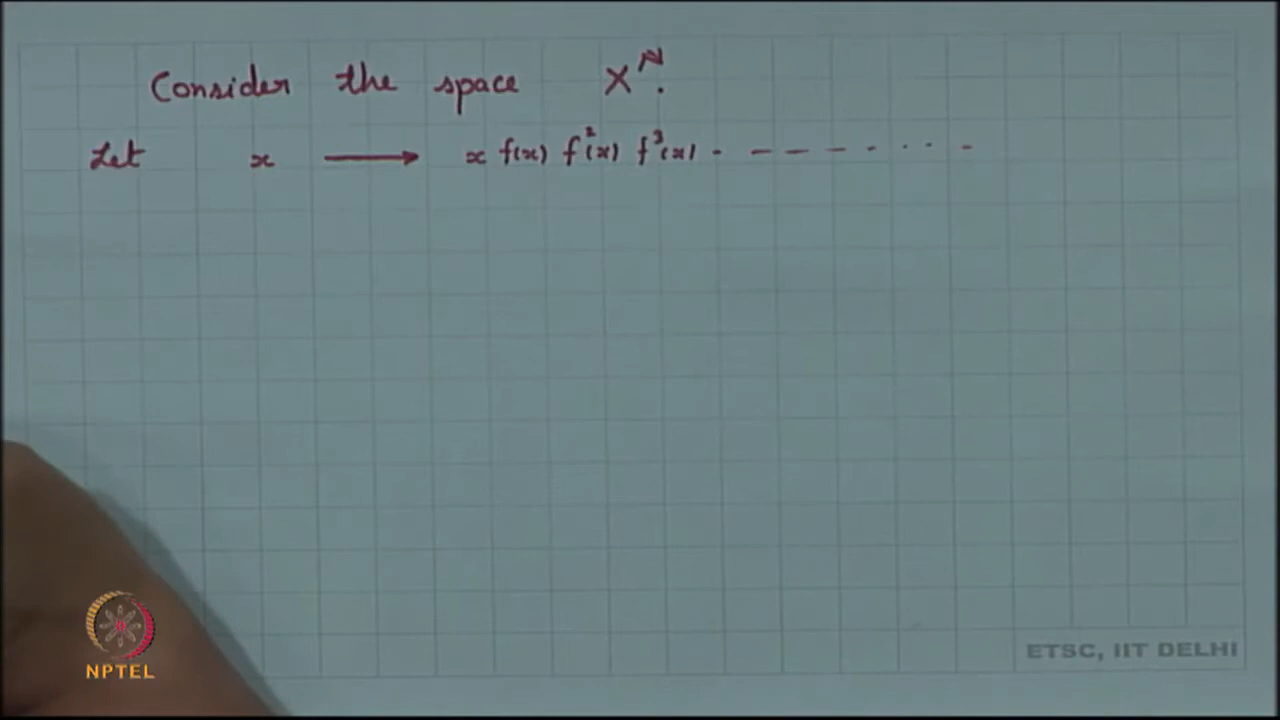 Consider the space X^ℕ.
Let x ⟶ x f(x) f²(x) f³(x) . – – – . . . –
NPTEL
ETSC, IIT DELHI